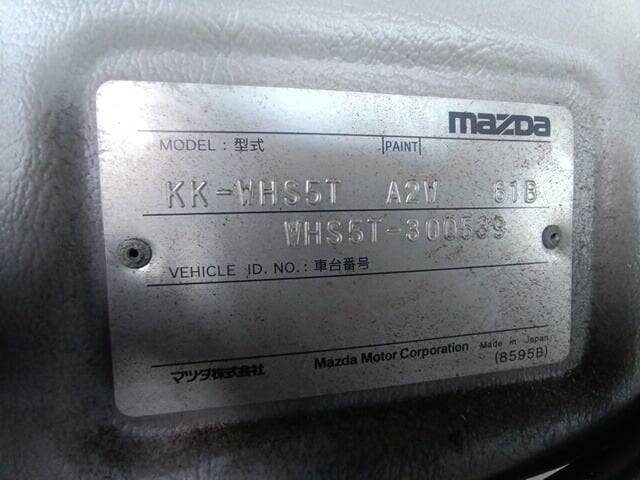 mazda
MODEL : 型式 PAINT
KK-WHS5T A2W 61B
WHS5T-300539
VEHICLE ID. NO. : 車台番号
マツダ株式会社 Mazda Motor Corporation Made in Japan
(8595B)